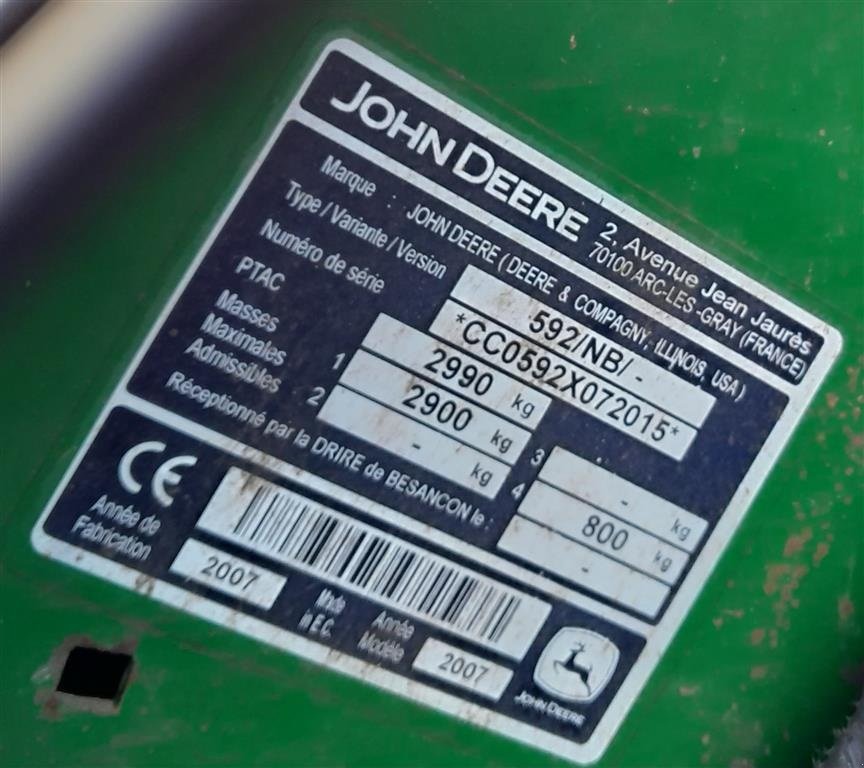 JOHN DEERE
2, Avenue Jean Jaurès
70100 ARC-LES-GRAY (FRANCE)
Marque : JOHN DEERE ( DEERE & COMPAGNY, ILLINOIS, USA )
Type / Variante / Version 592/NB/ -
Numéro de série *CC0592X072015*
PTAC 2990 kg
Masses
Maximales
Admissibles
1 2900 kg 3 - kg
2 - kg 4 800 kg
Réceptionné par la DRIRE de BESANCON le : -
CE
Année de
Fabrication 2007
Made
in E.C.
Année
Modèle 2007
JOHN DEERE